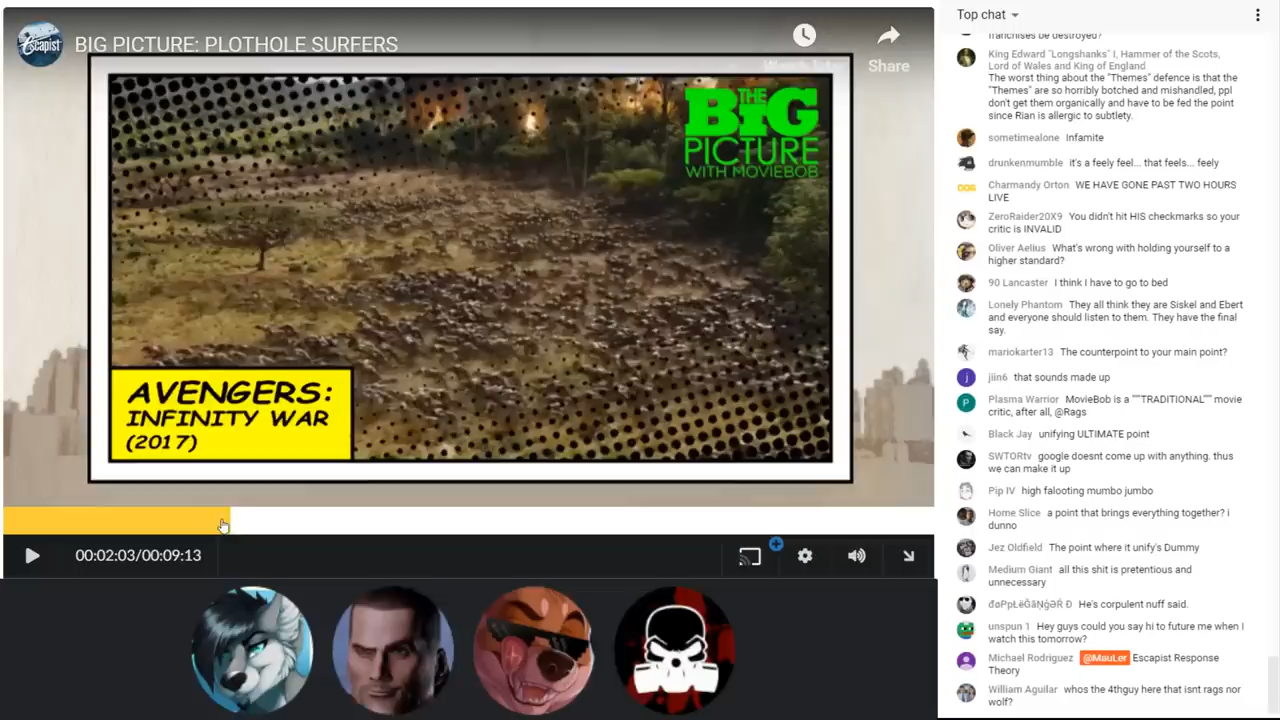 Escapist
BIG PICTURE: PLOTHOLE SURFERS
Share
THE
BIG
PICTURE
WITH MOVIEBOB
AVENGERS:
INFINITY WAR
(2017)
00:02:03/00:09:13
Top chat
franchises be destroyed?
King Edward "Longshanks" I, Hammer of the Scots,
Lord of Wales and King of England
The worst thing about the "Themes" defence is that the
"Themes" are so horribly botched and mishandled, ppl
don't get them organically and have to be fed the point
since Rian is allergic to subtlety.
sometimealone Infamite
drunkenmumble it's a feely feel... that feels... feely
Charmandy Orton WE HAVE GONE PAST TWO HOURS
LIVE
ZeroRaider20X9 You didn't hit HIS checkmarks so your
critic is INVALID
Oliver Aelius What's wrong with holding yourself to a
higher standard?
90 Lancaster I think I have to go to bed
Lonely Phantom They all think they are Siskel and Ebert
and everyone should listen to them. They have the final
say.
mariokarter13 The counterpoint to your main point?
j
jiin6 that sounds made up
P
Plasma Warrior MovieBob is a """TRADITIONAL""" movie
critic, after all, @Rags
Black Jay unifying ULTIMATE point
SWTORtv google doesnt come up with anything. thus
we can make it up
Pip IV high falooting mumbo jumbo
Home Slice a point that brings everything together? i
dunno
Jez Oldfield The point where it unify's Dummy
Medium Giant all this shit is pretentious and
unnecessary
He's corpulent nuff said.
unspun 1 Hey guys could you say hi to future me when I
watch this tomorrow?
Michael Rodriguez @MauLer Escapist Response
Theory
William Aguilar whos the 4thguy here that isnt rags nor
wolf?